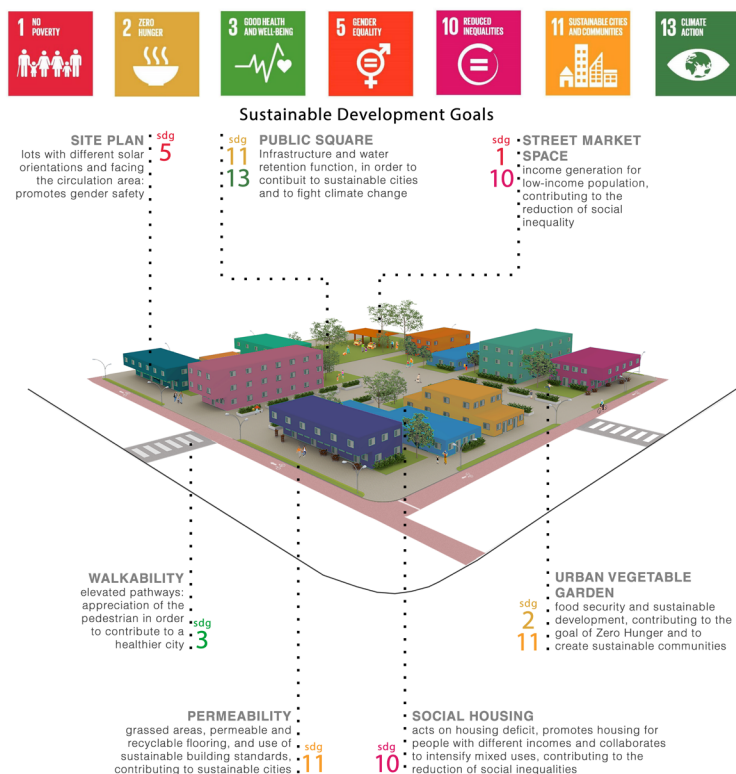 1 NO
POVERTY
2 ZERO
HUNGER
3 GOOD HEALTH
AND WELL-BEING
5 GENDER
EQUALITY
10 REDUCED
INEQUALITIES
11 SUSTAINABLE CITIES
AND COMMUNITIES
13 CLIMATE
ACTION
Sustainable Development Goals
SITE PLAN
lots with different solar
orientations and facing
the circulation area:
promotes gender safety
sdg
5
sdg
11
13
PUBLIC SQUARE
Infrastructure and water
retention function, in order to
contribuit to sustainable cities
and to fight climate change
sdg
1
10
STREET MARKET
SPACE
income generation for
low-income population,
contributing to the
reduction of social
inequality
WALKABILITY
elevated pathways:
appreciation of the
pedestrian in order
to contribute to a
healthier city
sdg
3
URBAN VEGETABLE
GARDEN
sdg
2
11
food security and sustainable
development, contributing to the
goal of Zero Hunger and to
create sustainable communities
PERMEABILITY
grassed areas, permeable and
recyclable flooring, and use of
sustainable building standards,
contributing to sustainable cities
sdg
11
sdg
10
SOCIAL HOUSING
acts on housing deficit, promotes housing for
people with different incomes and collaborates
to intensify mixed uses, contributing to the
reduction of social inequalities